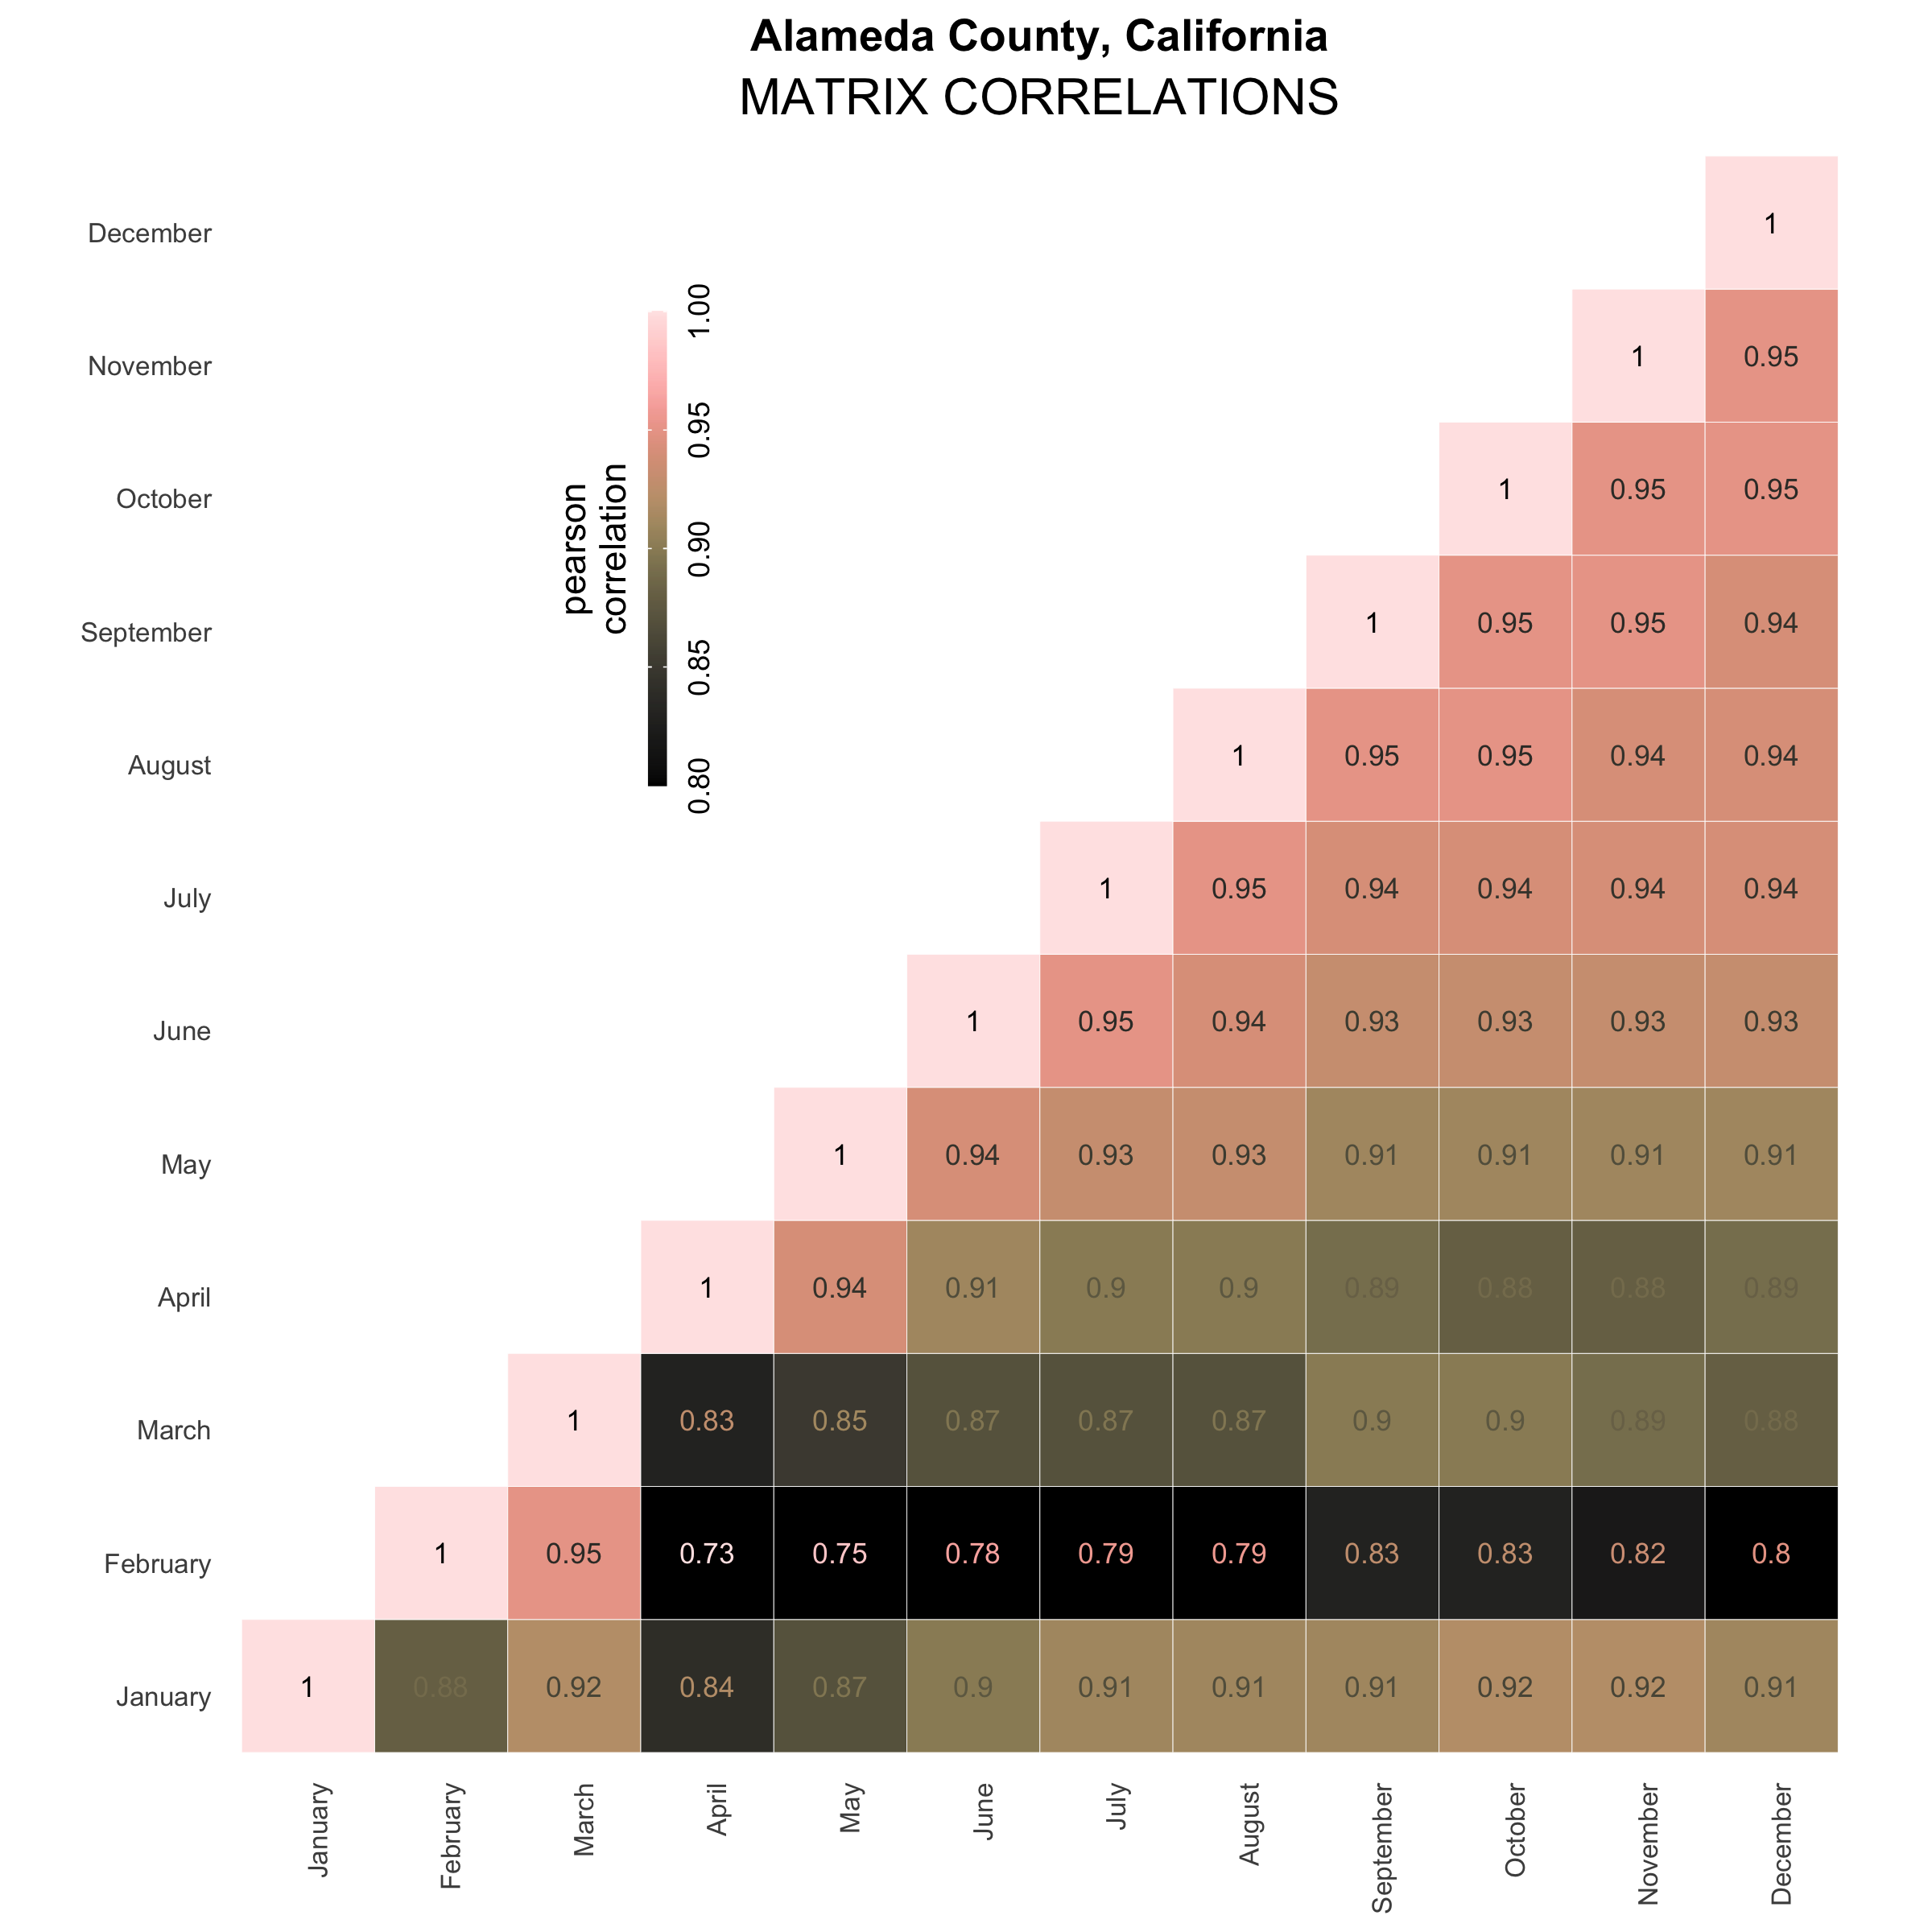 Alameda County, California
MATRIX CORRELATIONS
December 1
November 1 0.95
October 1 0.95 0.95
September 1 0.95 0.95 0.94
August 1 0.95 0.95 0.94 0.94
July 1 0.95 0.94 0.94 0.94 0.94
June 1 0.95 0.94 0.93 0.93 0.93 0.93
May 1 0.94 0.93 0.93 0.91 0.91 0.91 0.91
April 1 0.94 0.91 0.9 0.9 0.89 0.88 0.88 0.89
March 1 0.83 0.85 0.87 0.87 0.87 0.9 0.9 0.89 0.88
February 1 0.95 0.73 0.75 0.78 0.79 0.79 0.83 0.83 0.82 0.8
January 1 0.88 0.92 0.84 0.87 0.9 0.91 0.91 0.91 0.92 0.92 0.91
January February March April May June July August September October November December
pearson
correlation
0.80 0.85 0.90 0.95 1.00